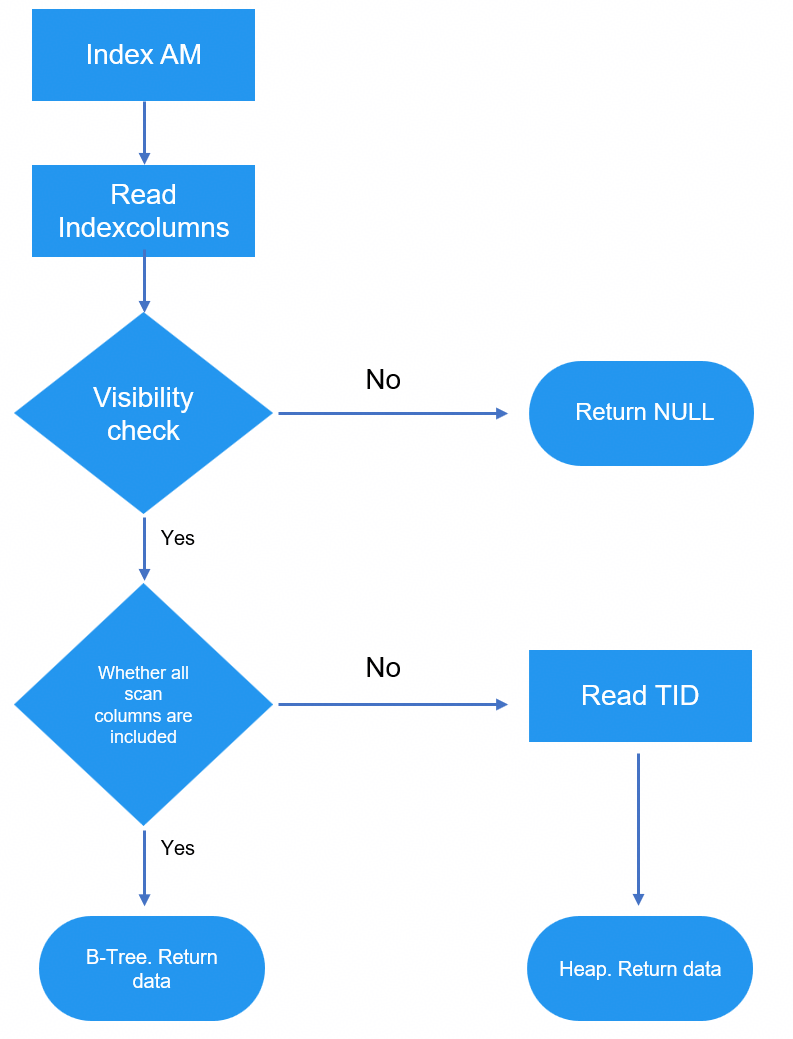 Index AM
Read
Indexcolumns
Visibility
check
No
Return NULL
Yes
Whether all
scan
columns are
included
No
Read TID
Yes
B-Tree. Return
data
Heap. Return data